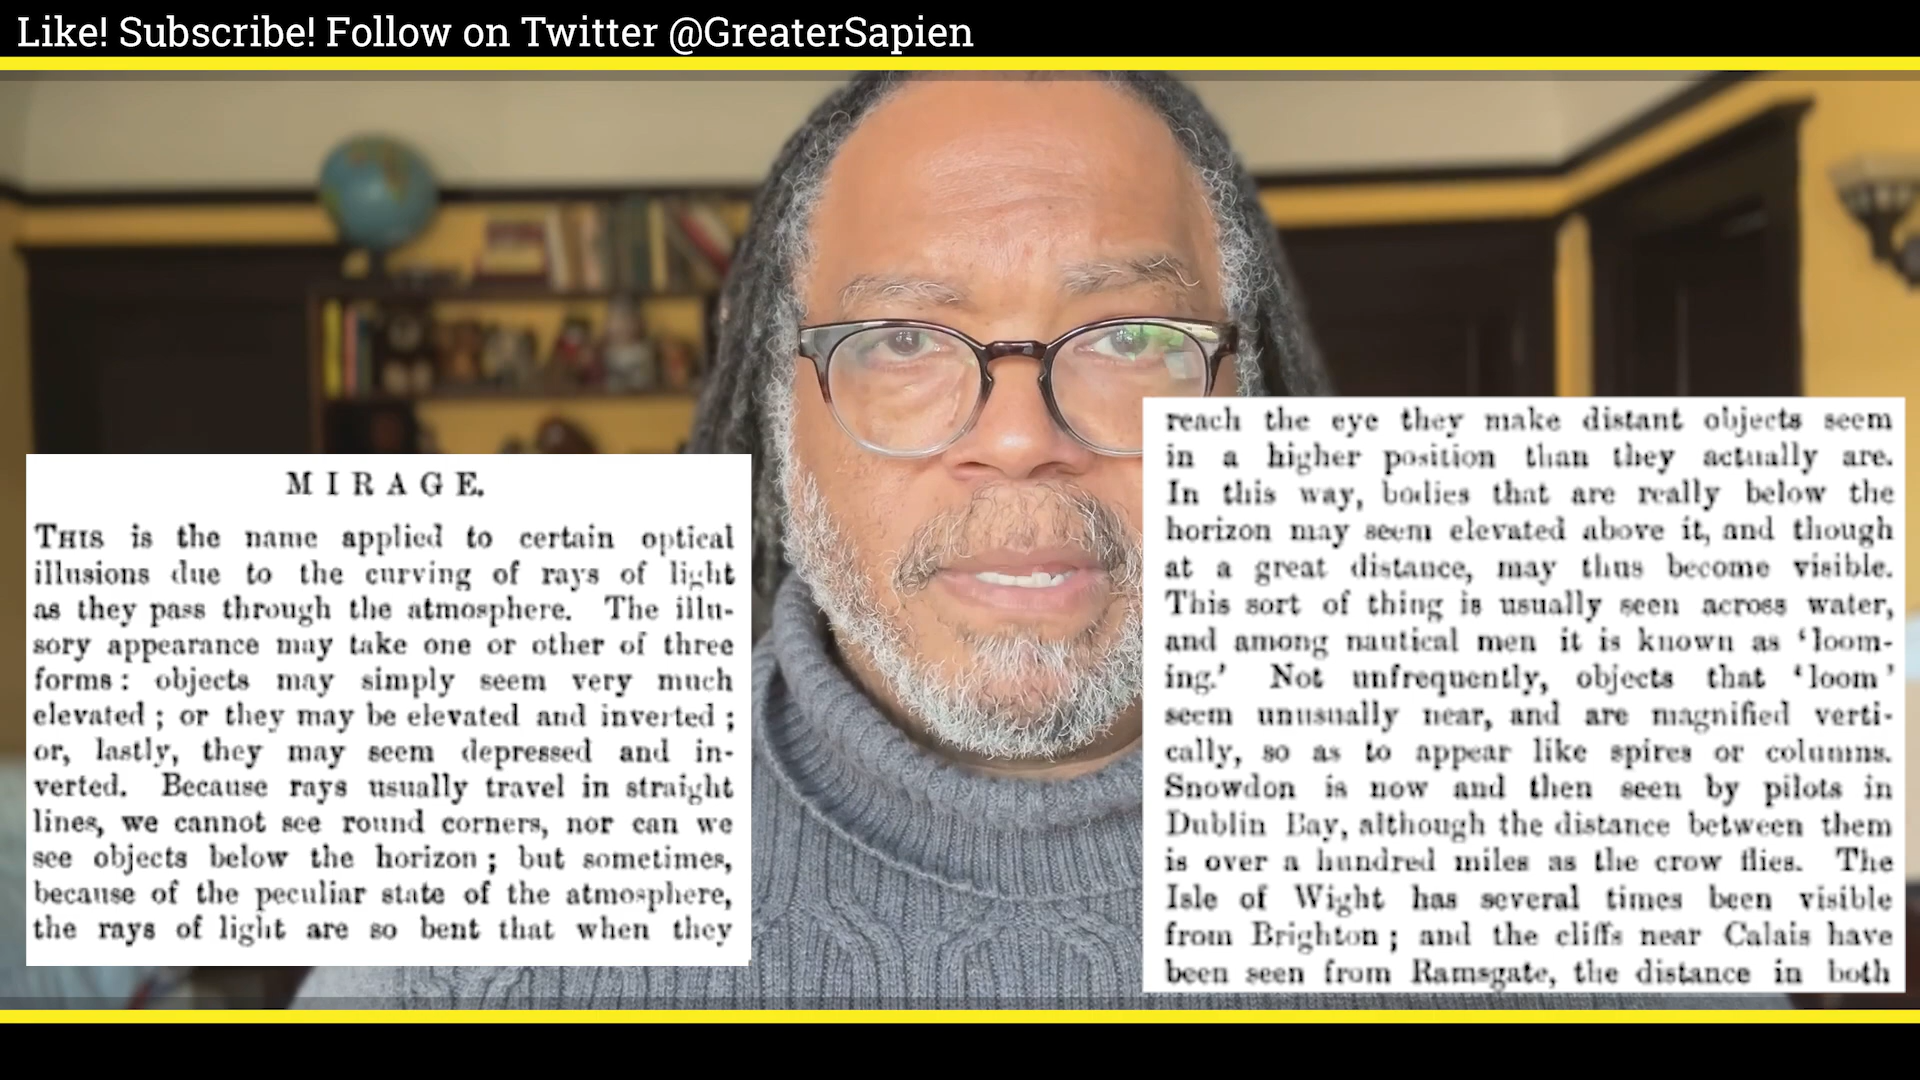 Like! Subscribe! Follow on Twitter @GreaterSapien
MIRAGE.
THIS is the name applied to certain optical
illusions due to the curving of rays of light
as they pass through the atmosphere. The illu-
sory appearance may take one or other of three
forms: objects may simply seem very much
elevated; or they may be elevated and inverted;
or, lastly, they may seem depressed and in-
verted. Because rays usually travel in straight
lines, we cannot see round corners, nor can we
see objects below the horizon; but sometimes,
because of the peculiar state of the atmosphere,
the rays of light are so bent that when they
reach the eye they make distant objects seem
in a higher position than they actually are.
In this way, bodies that are really below the
horizon may seem elevated above it, and though
at a great distance, may thus become visible.
This sort of thing is usually seen across water,
and among nautical men it is known as ‘loom-
ing.’ Not unfrequently, objects that ‘loom’
seem unusually near, and are magnified verti-
cally, so as to appear like spires or columns.
Snowdon is now and then seen by pilots in
Dublin Bay, although the distance between them
is over a hundred miles as the crow flies. The
Isle of Wight has several times been visible
from Brighton; and the cliffs near Calais have
been seen from Ramsgate, the distance in both